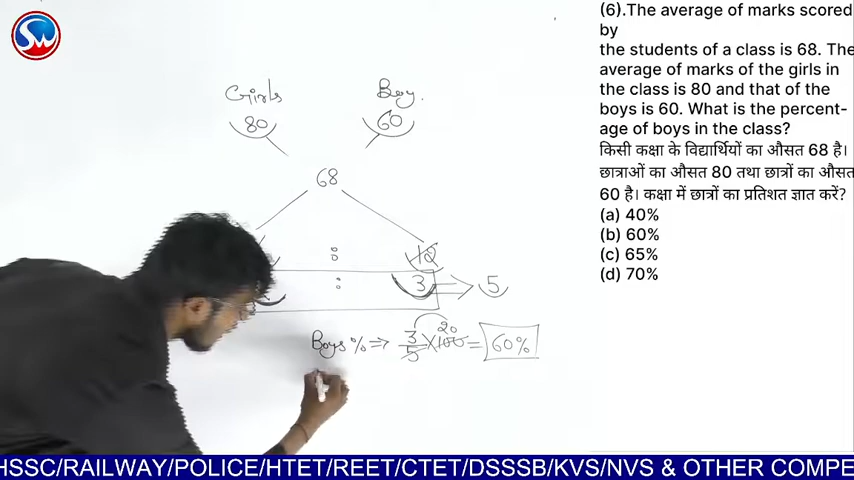 SW
(6).The average of marks scored
by
the students of a class is 68. The
average of marks of the girls in
the class is 80 and that of the
boys is 60. What is the percent-
age of boys in the class?
किसी कक्षा के विद्यार्थियों का औसत 68 है।
छात्राओं का औसत 80 तथा छात्रों का औसत
60 है। कक्षा में छात्रों का प्रतिशत ज्ञात करें?
(a) 40%
(b) 60%
(c) 65%
(d) 70%
Girls Boy.
80 60
68
: 12
: 3 ⇒ 5
20
Boys % ⇒ 3/5 × 100 = 60%
HSSC/RAILWAY/POLICE/HTET/REET/CTET/DSSSB/KVS/NVS & OTHER COMPE